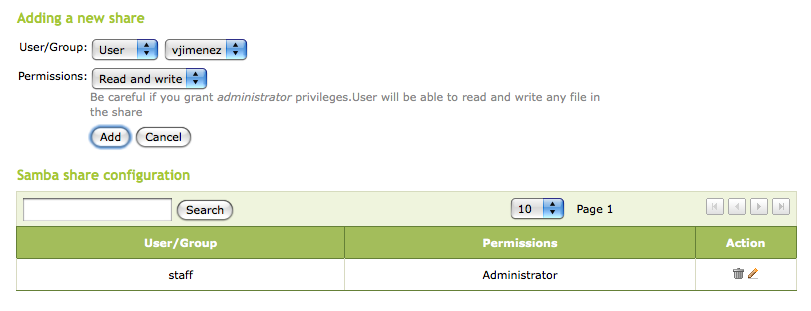 Adding a new share
User/Group: User vjimenez
Permissions: Read and write
Be careful if you grant administrator privileges.User will be able to read and write any file in
the share
Add Cancel
Samba share configuration
Search 10 Page 1
User/Group Permissions Action
staff Administrator